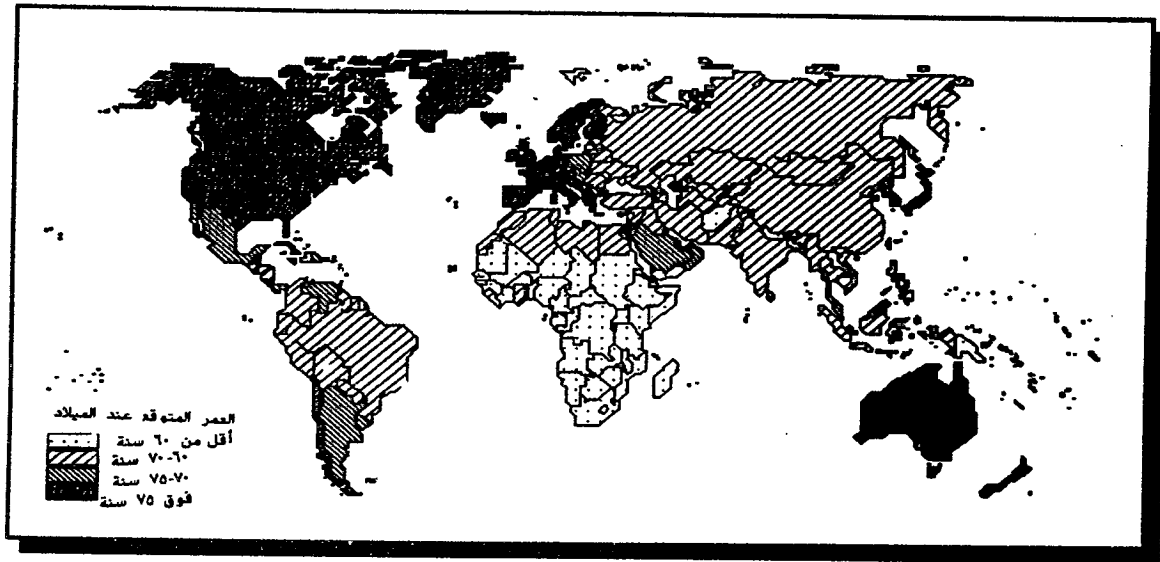 العمر المتوقع عند الميلاد
أقل من ٦٠ سنة
٦٠-٧٠ سنة
٧٠-٧٥ سنة
فوق ٧٥ سنة